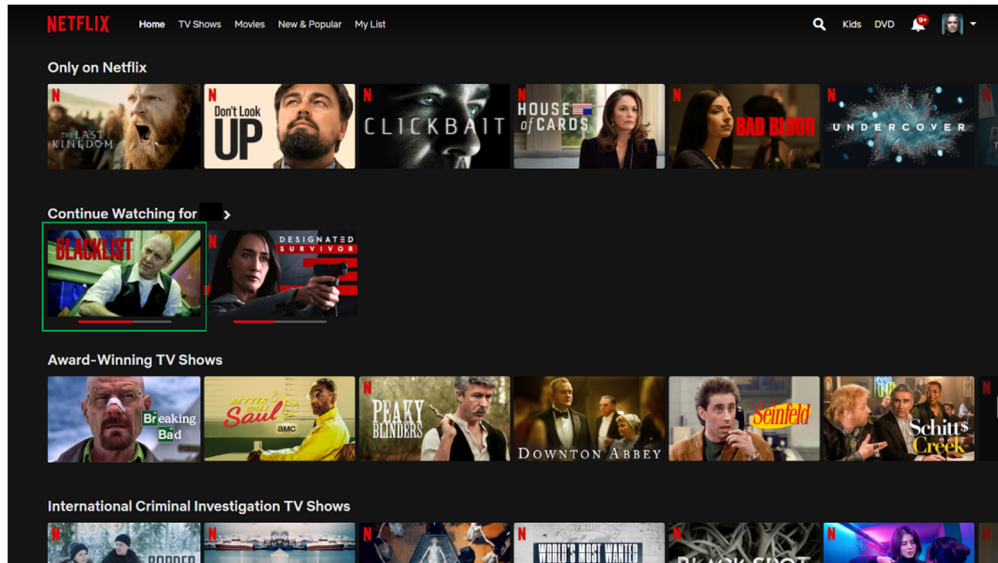 NETFLIX Home TV Shows Movies New & Popular My List Kids DVD 9+
Only on Netflix
N
THE LAST
KINGDOM
N
Don't Look
UP
N
CLICKBAIT
N
HOUSE
of CARDS
N
BAD BLOOD
N
UNDERCOVER
N
Continue Watching for
BLACKLIST
N
DESIGNATED
SURVIVOR
Award-Winning TV Shows
Breaking
Bad
BETTER
CALL
Saul
aMC
N
PEAKY
BLINDERS
DOWNTON ABBEY
Seinfeld
Schitt$
Creek
N
International Criminal Investigation TV Shows
N
BORDER
N
N
N
WORLD'S MOST WANTED
N
BLACK SPOT
N
N